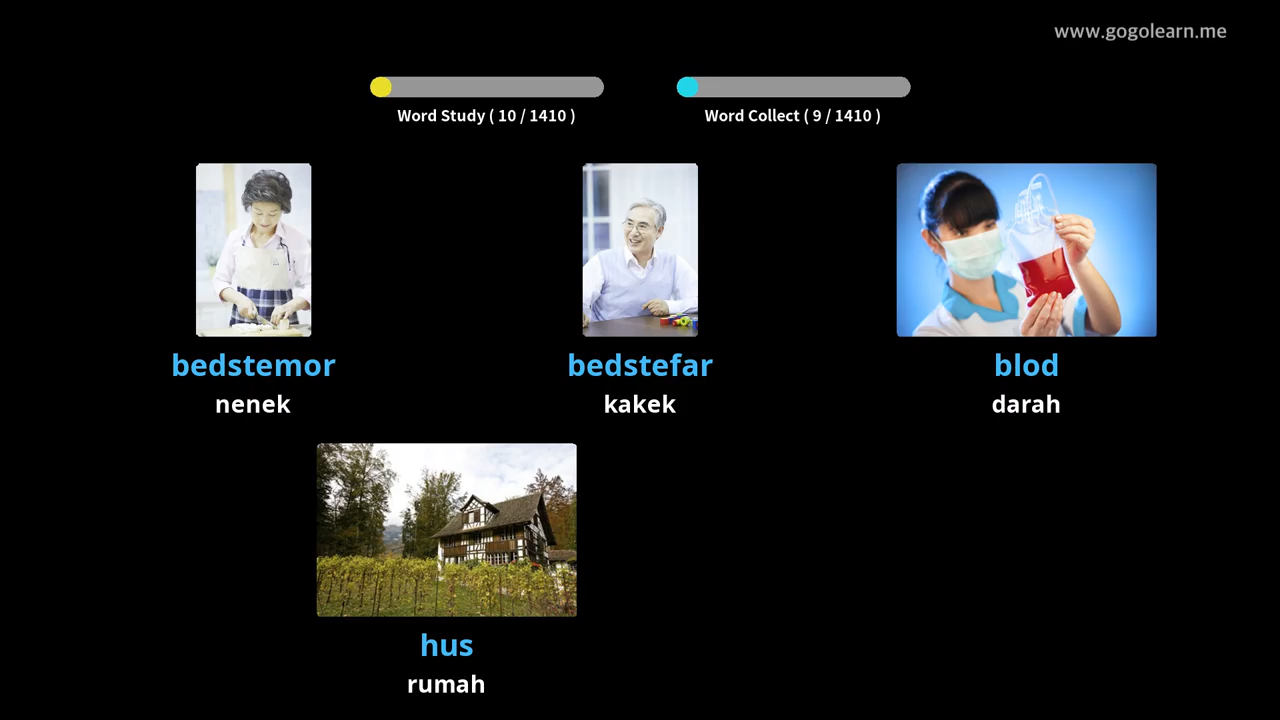 www.gogolearn.me
Word Study ( 10 / 1410 )
Word Collect ( 9 / 1410 )
bedstemor
nenek
bedstefar
kakek
blod
darah
hus
rumah